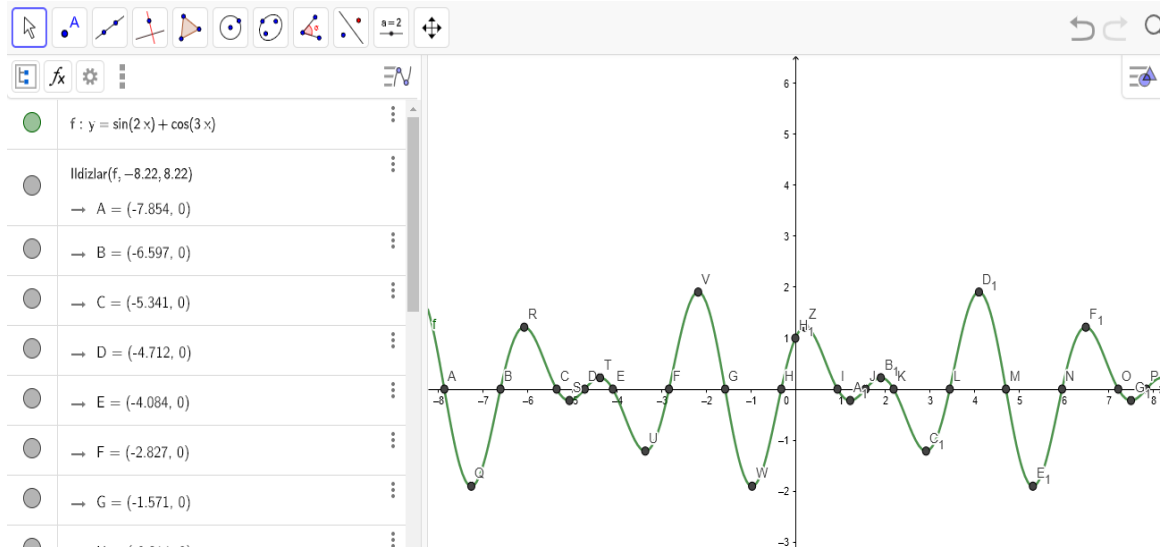 A
a=2
fx
f : y = sin(2 x) + cos(3 x)
Ildizlar(f, −8.22, 8.22)
→ A = (-7.854, 0)
→ B = (-6.597, 0)
→ C = (-5.341, 0)
→ D = (-4.712, 0)
→ E = (-4.084, 0)
→ F = (-2.827, 0)
→ G = (-1.571, 0)
6
5
4
3
2
1
−1
−2
−3
f
V
D₁
R
Z
H₁
F₁
T
B₁
A B C S D E F G H I A₁ J K L M N O G₁ P
−8 −7 −6 −5 −4 −3 −2 −1 0 1 2 3 4 5 6 7 8
U
C₁
Q
W
E₁